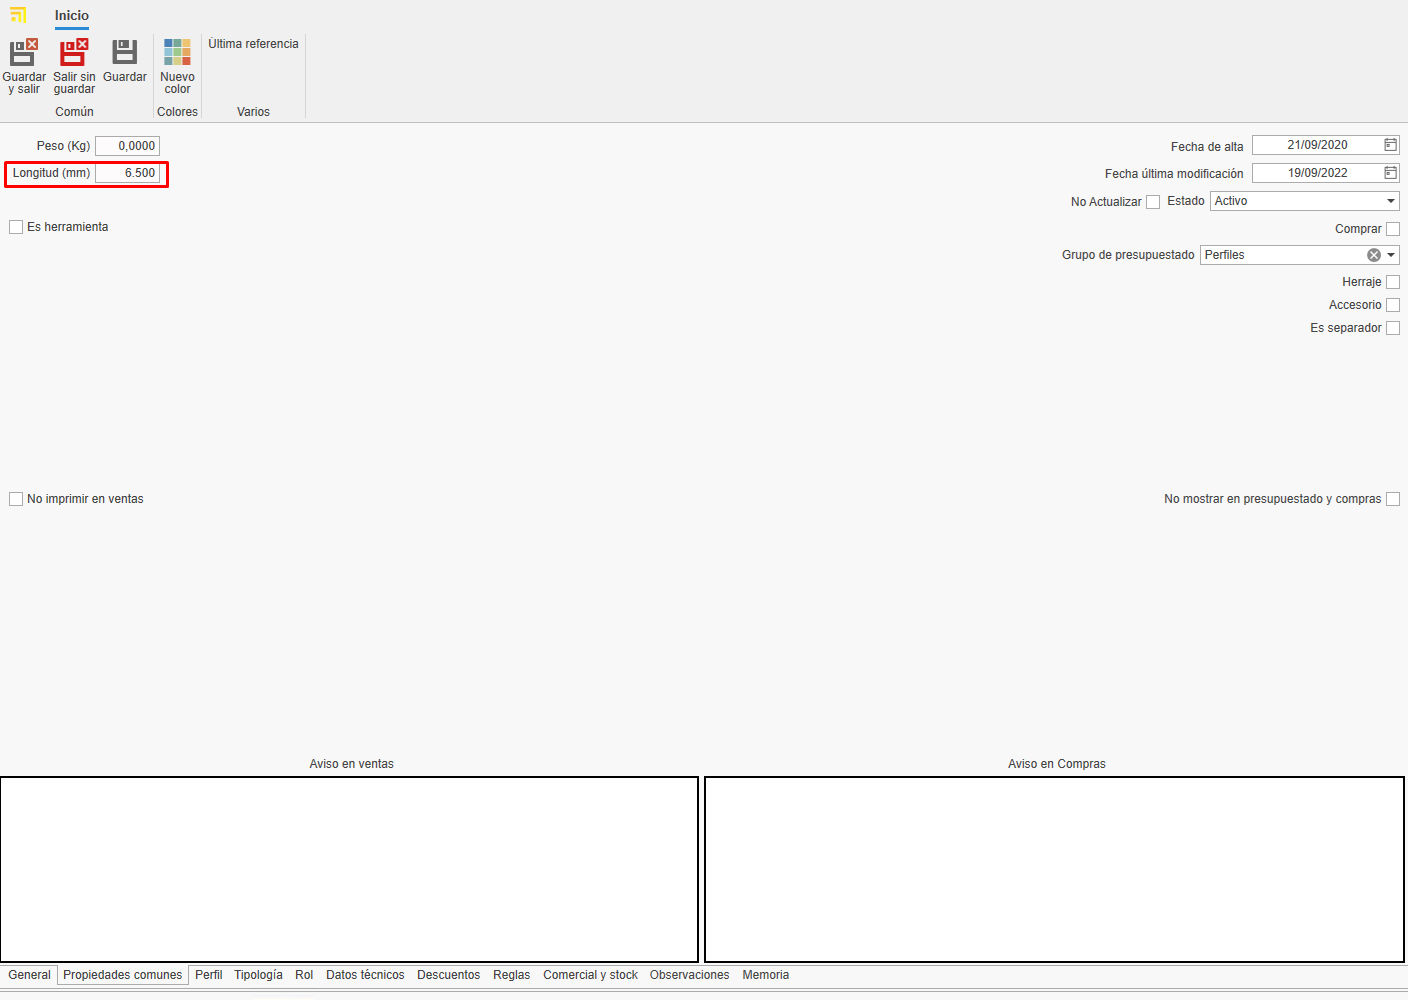 Inicio
Guardar y salir
Salir sin guardar
Guardar
Nuevo color
Última referencia
Común
Colores
Varios
Peso (Kg) 0,0000
Longitud (mm) 6.500
Es herramienta
Fecha de alta 21/09/2020
Fecha última modificación 19/09/2022
No Actualizar Estado Activo
Comprar
Grupo de presupuestado Perfiles
Herraje
Accesorio
Es separador
No imprimir en ventas
No mostrar en presupuestado y compras
Aviso en ventas
Aviso en Compras
General Propiedades comunes Perfil Tipología Rol Datos técnicos Descuentos Reglas Comercial y stock Observaciones Memoria